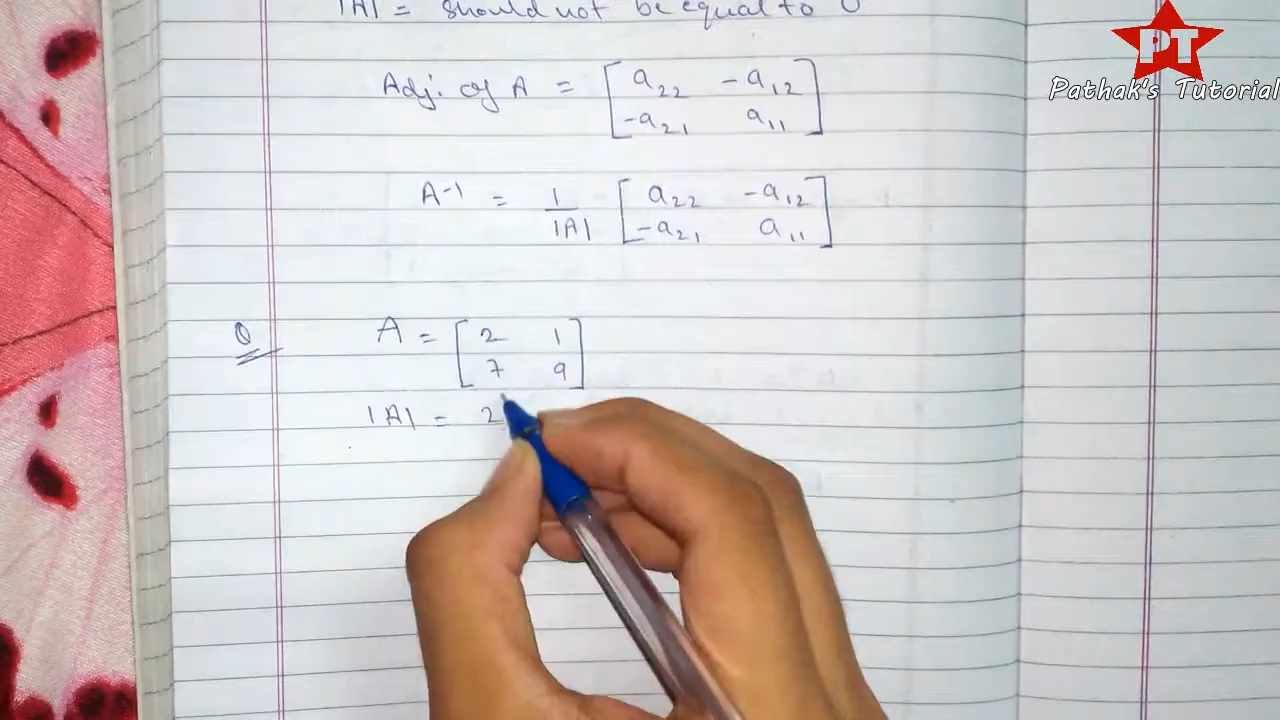 |A| = should not be equal to 0
PT
Pathak's Tutorial
Adj. of A = [ a22 -a12
-a21 a11 ]
A-1 = 1/|A| [ a22 -a12
-a21 a11 ]
Q A = [ 2 1
7 9 ]
|A| = 2